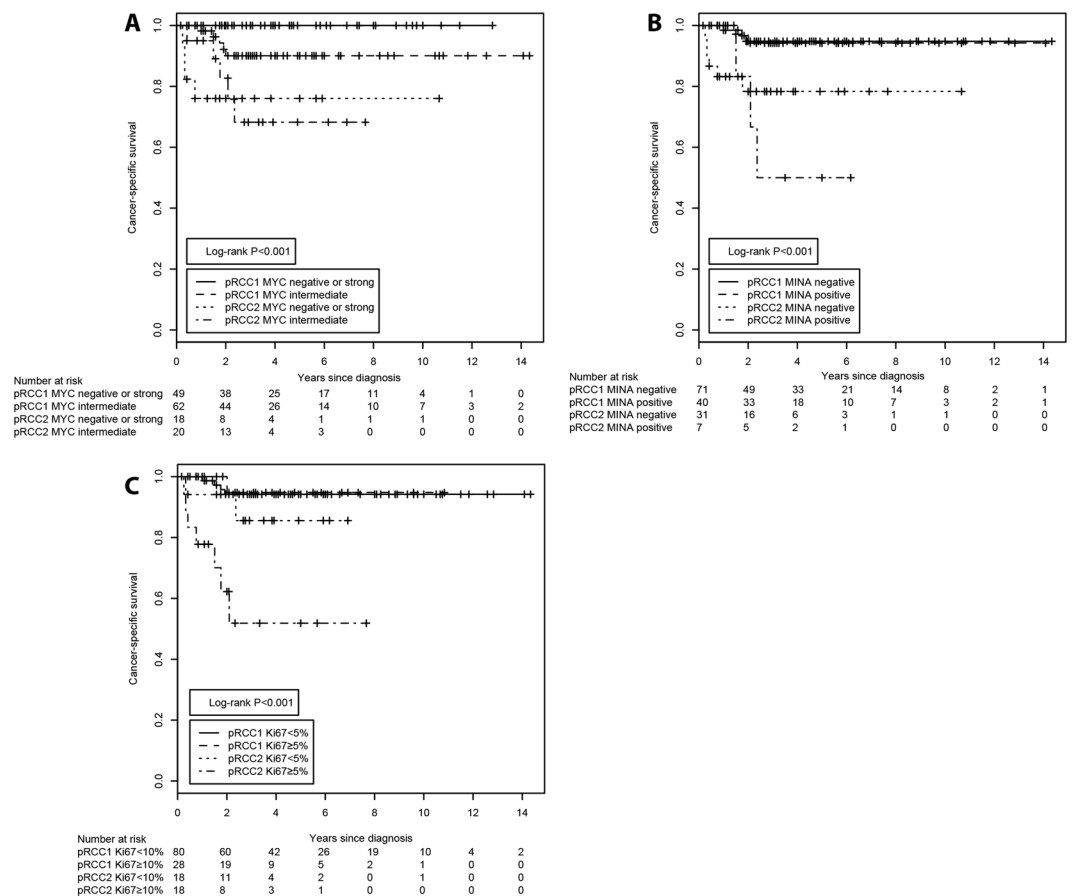 A
Cancer-specific survival
1.0
0.8
0.6
0.4
0.2
0.0
Log-rank P<0.001
pRCC1 MYC negative or strong
pRCC1 MYC intermediate
pRCC2 MYC negative or strong
pRCC2 MYC intermediate
0 2 4 6 8 10 12 14
Years since diagnosis
Number at risk
pRCC1 MYC negative or strong 49 38 25 17 11 4 1 0
pRCC1 MYC intermediate 62 44 26 14 10 7 3 2
pRCC2 MYC negative or strong 18 8 4 1 1 1 0 0
pRCC2 MYC intermediate 20 13 4 3 0 0 0 0
B
Cancer-specific survival
1.0
0.8
0.6
0.4
0.2
0.0
Log-rank P<0.001
pRCC1 MINA negative
pRCC1 MINA positive
pRCC2 MINA negative
pRCC2 MINA positive
0 2 4 6 8 10 12 14
Years since diagnosis
Number at risk
pRCC1 MINA negative 71 49 33 21 14 8 2 1
pRCC1 MINA positive 40 33 18 10 7 3 2 1
pRCC2 MINA negative 31 16 6 3 1 1 0 0
pRCC2 MINA positive 7 5 2 1 0 0 0 0
C
Cancer-specific survival
1.0
0.8
0.6
0.4
0.2
0.0
Log-rank P<0.001
pRCC1 Ki67<5%
pRCC1 Ki67≥5%
pRCC2 Ki67<5%
pRCC2 Ki67≥5%
0 2 4 6 8 10 12 14
Years since diagnosis
Number at risk
pRCC1 Ki67<10% 80 60 42 26 19 10 4 2
pRCC1 Ki67≥10% 28 19 9 5 2 1 0 0
pRCC2 Ki67<10% 18 11 4 2 0 1 0 0
pRCC2 Ki67≥10% 18 8 3 1 0 0 0 0